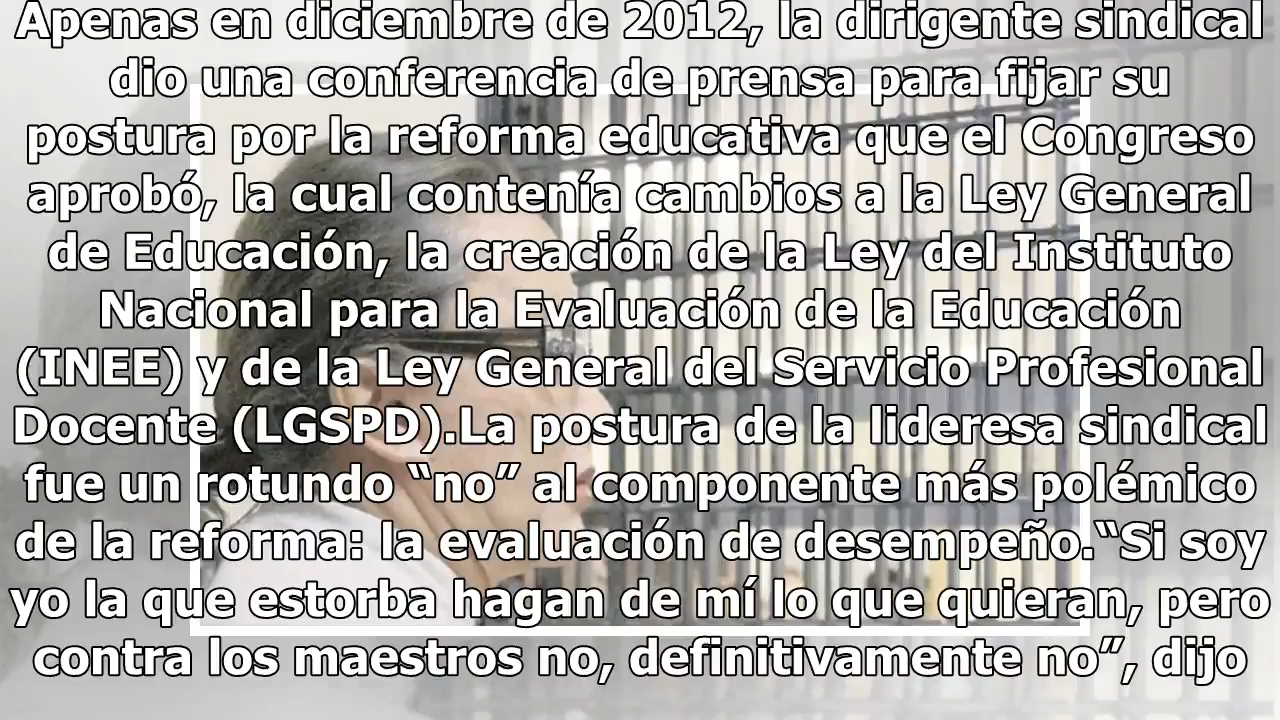 Apenas en diciembre de 2012, la dirigente sindical
dio una conferencia de prensa para fijar su
postura por la reforma educativa que el Congreso
aprobó, la cual contenía cambios a la Ley General
de Educación, la creación de la Ley del Instituto
Nacional para la Evaluación de la Educación
(INEE) y de la Ley General del Servicio Profesional
Docente (LGSPD).La postura de la lideresa sindical
fue un rotundo “no” al componente más polémico
de la reforma: la evaluación de desempeño.“Si soy
yo la que estorba hagan de mí lo que quieran, pero
contra los maestros no, definitivamente no”, dijo